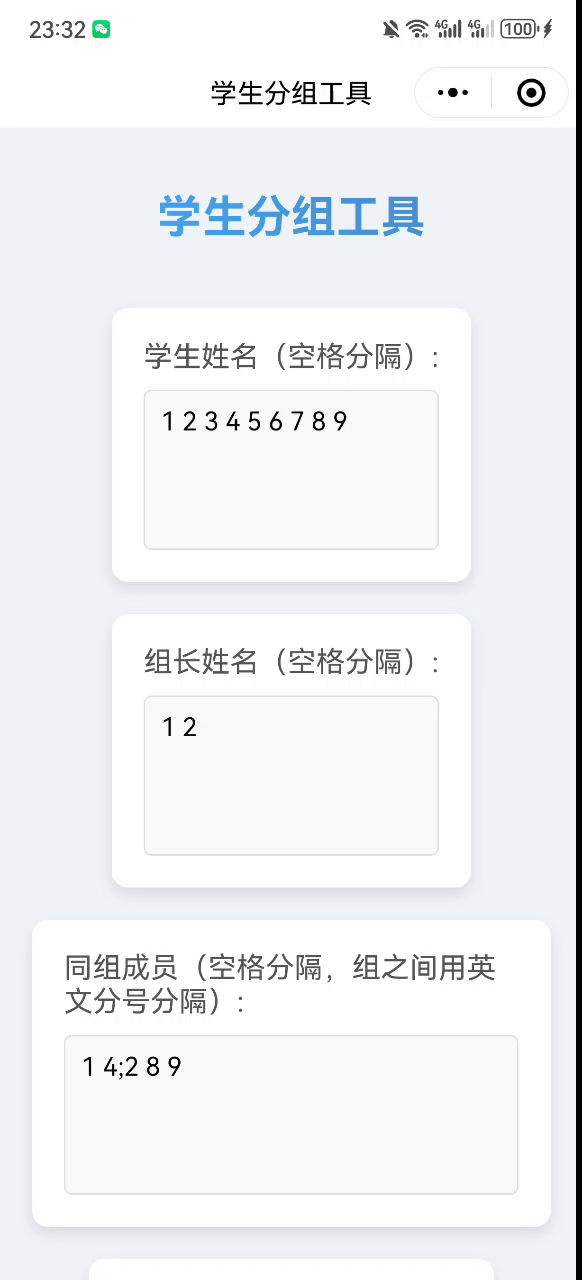 23:32 4G 4G 100
学生分组工具
学生分组工具
学生姓名（空格分隔）:
1 2 3 4 5 6 7 8 9
组长姓名（空格分隔）:
1 2
同组成员（空格分隔，组之间用英
文分号分隔）:
1 4;2 8 9